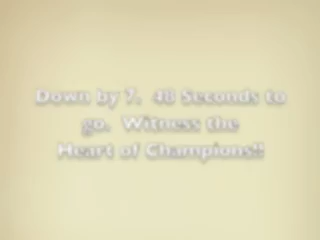 Down by 7.  48 Seconds to
go.  Witness the
Heart of Champions!!